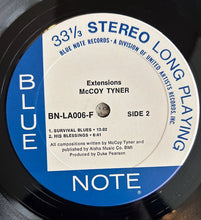 33⅓ STEREO LONG PLAYING
BLUE NOTE RECORDS • A DIVISION OF UNITED ARTISTS RECORDS, INC.
Extensions
McCOY TYNER
BN-LA006-F SIDE 2
1. SURVIVAL BLUES • 13:02
2. HIS BLESSINGS • 6:41
All compositions written by McCoy Tyner and
published by Aisha Music Co. BMI
Produced by Duke Pearson
BLUE
NOTE